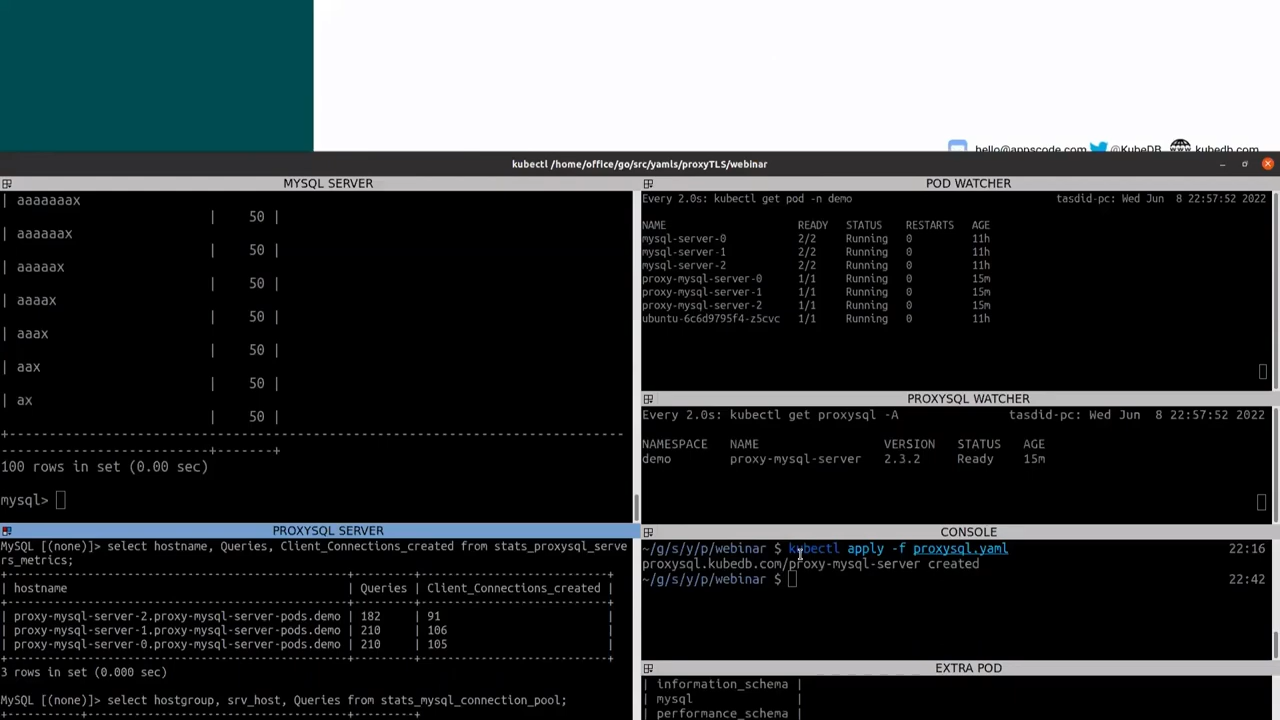 hello@appscode.com @KubeDB kubedb.com
kubectl /home/office/go/src/yamls/proxyTLS/webinar
MYSQL SERVER
| aaaaaaax
| 50 |
| aaaaaax
| 50 |
| aaaaax
| 50 |
| aaaax
| 50 |
| aaax
| 50 |
| aax
| 50 |
| ax
| 50 |
+--------------------------+-------------------------------------------
--------------------------+-------+
100 rows in set (0.00 sec)
mysql>
PROXYSQL SERVER
MySQL [(none)]> select hostname, Queries, Client_Connections_created from stats_proxysql_serve
rs_metrics;
+-----------------------------------------------+---------+----------------------------+
| hostname | Queries | Client_Connections_created |
+-----------------------------------------------+---------+----------------------------+
| proxy-mysql-server-2.proxy-mysql-server-pods.demo | 182 | 91 |
| proxy-mysql-server-1.proxy-mysql-server-pods.demo | 210 | 106 |
| proxy-mysql-server-0.proxy-mysql-server-pods.demo | 210 | 105 |
+-----------------------------------------------+---------+----------------------------+
3 rows in set (0.000 sec)
MySQL [(none)]> select hostgroup, srv_host, Queries from stats_mysql_connection_pool;
POD WATCHER
Every 2.0s: kubectl get pod -n demo tasdid-pc: Wed Jun 8 22:57:52 2022
NAME READY STATUS RESTARTS AGE
mysql-server-0 2/2 Running 0 11h
mysql-server-1 2/2 Running 0 11h
mysql-server-2 2/2 Running 0 11h
proxy-mysql-server-0 1/1 Running 0 15m
proxy-mysql-server-1 1/1 Running 0 15m
proxy-mysql-server-2 1/1 Running 0 15m
ubuntu-6c6d9795f4-z5cvc 1/1 Running 0 11h
PROXYSQL WATCHER
Every 2.0s: kubectl get proxysql -A tasdid-pc: Wed Jun 8 22:57:52 2022
NAMESPACE NAME VERSION STATUS AGE
demo proxy-mysql-server 2.3.2 Ready 15m
CONSOLE
~/g/s/y/p/webinar $ kubectl apply -f proxysql.yaml 22:16
proxysql.kubedb.com/proxy-mysql-server created
~/g/s/y/p/webinar $ 22:42
EXTRA POD
| information_schema |
| mysql |
| performance_schema |